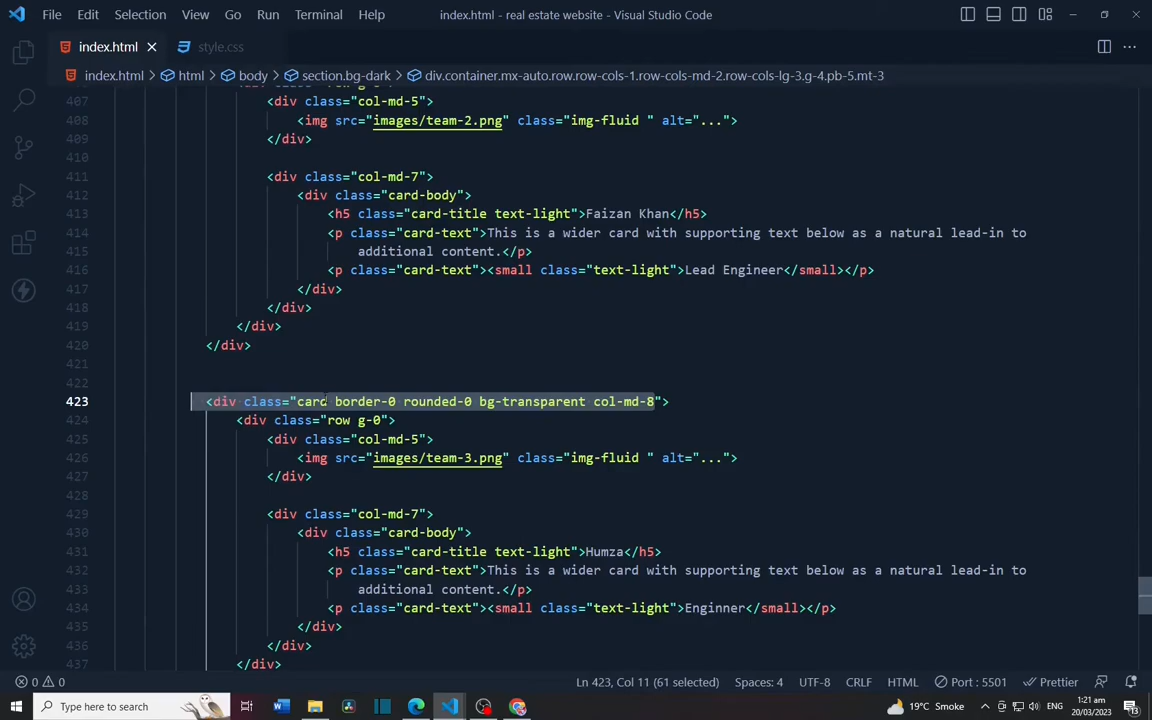 File Edit Selection View Go Run Terminal Help index.html - real estate website - Visual Studio Code
index.html style.css
index.html > html > body > section.bg-dark > div.container.mx-auto.row.row-cols-1.row-cols-md-2.row-cols-lg-3.g-4.pb-5.mt-3
407 <div class="col-md-5">
408 <img src="images/team-2.png" class="img-fluid " alt="...">
409 </div>
410
411 <div class="col-md-7">
412 <div class="card-body">
413 <h5 class="card-title text-light">Faizan Khan</h5>
414 <p class="card-text">This is a wider card with supporting text below as a natural lead-in to
415 additional content.</p>
416 <p class="card-text"><small class="text-light">Lead Engineer</small></p>
417 </div>
418 </div>
419 </div>
420 </div>
421
422
423 <div class="card border-0 rounded-0 bg-transparent col-md-8">
424 <div class="row g-0">
425 <div class="col-md-5">
426 <img src="images/team-3.png" class="img-fluid " alt="...">
427 </div>
428
429 <div class="col-md-7">
430 <div class="card-body">
431 <h5 class="card-title text-light">Humza</h5>
432 <p class="card-text">This is a wider card with supporting text below as a natural lead-in to
433 additional content.</p>
434 <p class="card-text"><small class="text-light">Enginner</small></p>
435 </div>
436 </div>
437 </div>
0 0 Ln 423, Col 11 (61 selected) Spaces: 4 UTF-8 CRLF HTML Port : 5501 Prettier
Type here to search 19°C Smoke ENG 1:21 am
20/03/2023